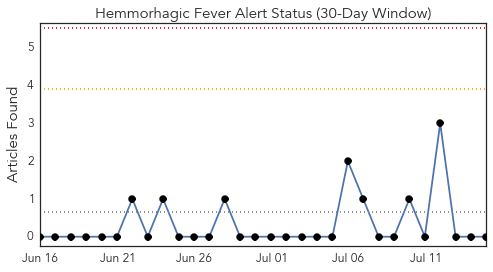 Hemmorhagic Fever Alert Status (30-Day Window)
Articles Found
5
4
3
2
1
0
Jun 16 Jun 21 Jun 26 Jul 01 Jul 06 Jul 11